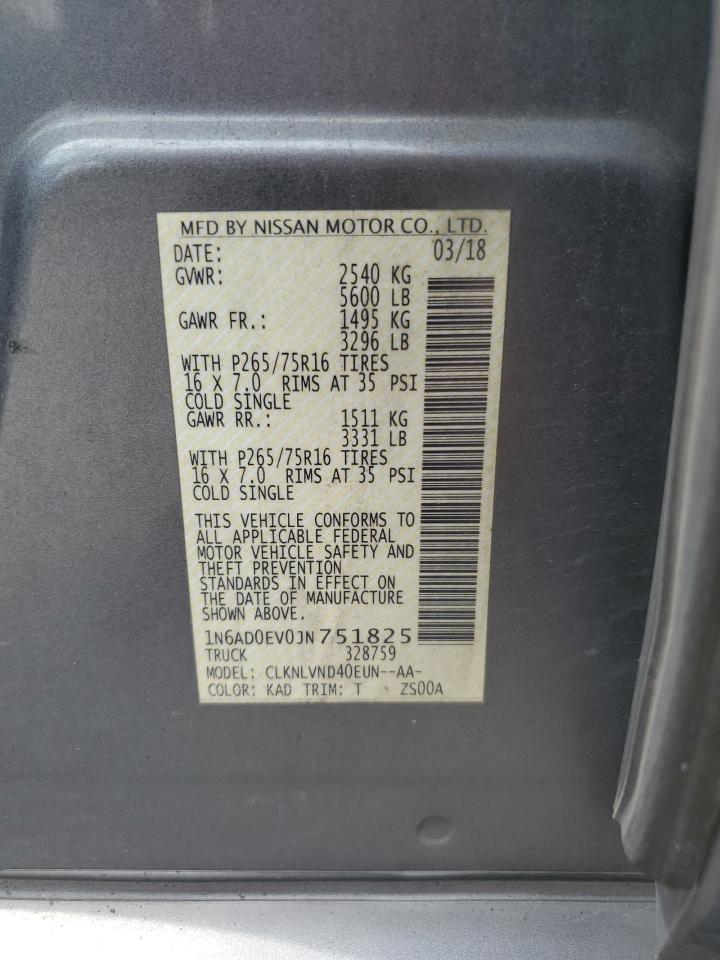 MFD BY NISSAN MOTOR CO., LTD.
DATE: 03/18
GVWR: 2540 KG
5600 LB
GAWR FR.: 1495 KG
3296 LB
WITH P265/75R16 TIRES
16 X 7.0 RIMS AT 35 PSI
COLD SINGLE
GAWR RR.: 1511 KG
3331 LB
WITH P265/75R16 TIRES
16 X 7.0 RIMS AT 35 PSI
COLD SINGLE
THIS VEHICLE CONFORMS TO
ALL APPLICABLE FEDERAL
MOTOR VEHICLE SAFETY AND
THEFT PREVENTION
STANDARDS IN EFFECT ON
THE DATE OF MANUFACTURE
SHOWN ABOVE.
1N6AD0EV0JN751825
TRUCK 328759
MODEL: CLKNLVND40EUN--AA-
COLOR: KAD TRIM: T ZS00A